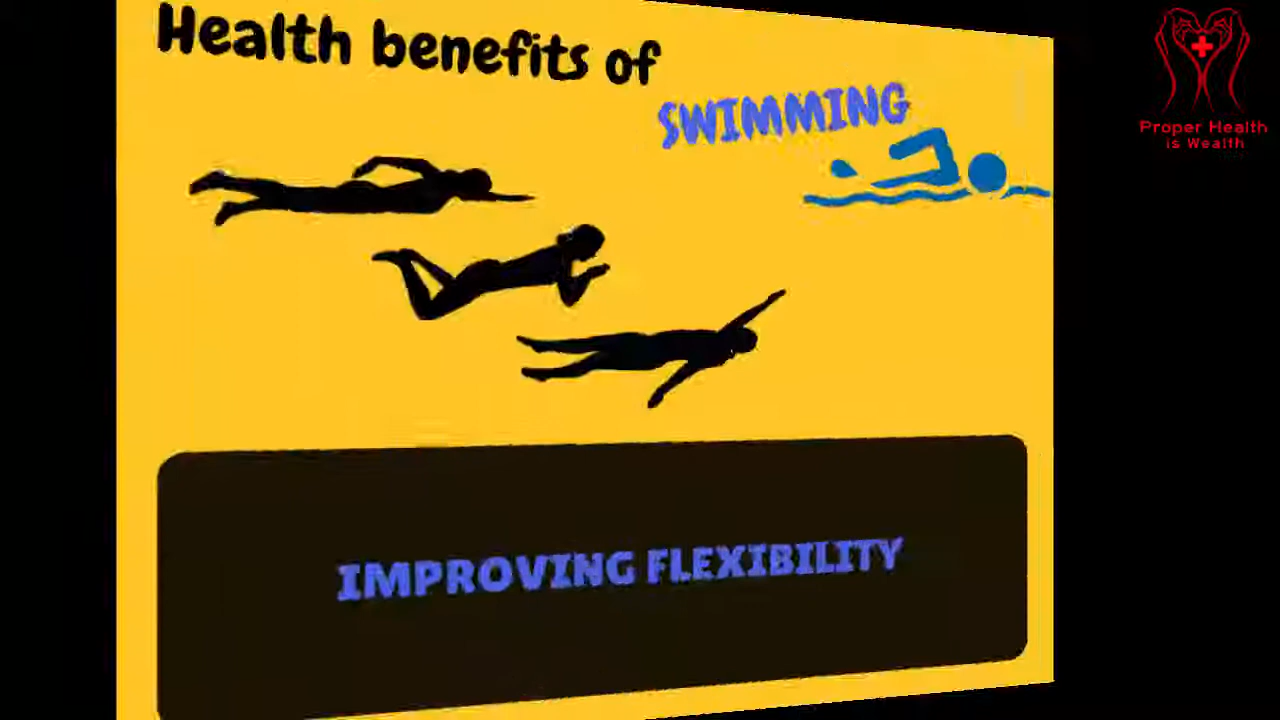 Health benefits of
SWIMMING
Proper Health
is Wealth
IMPROVING FLEXIBILITY